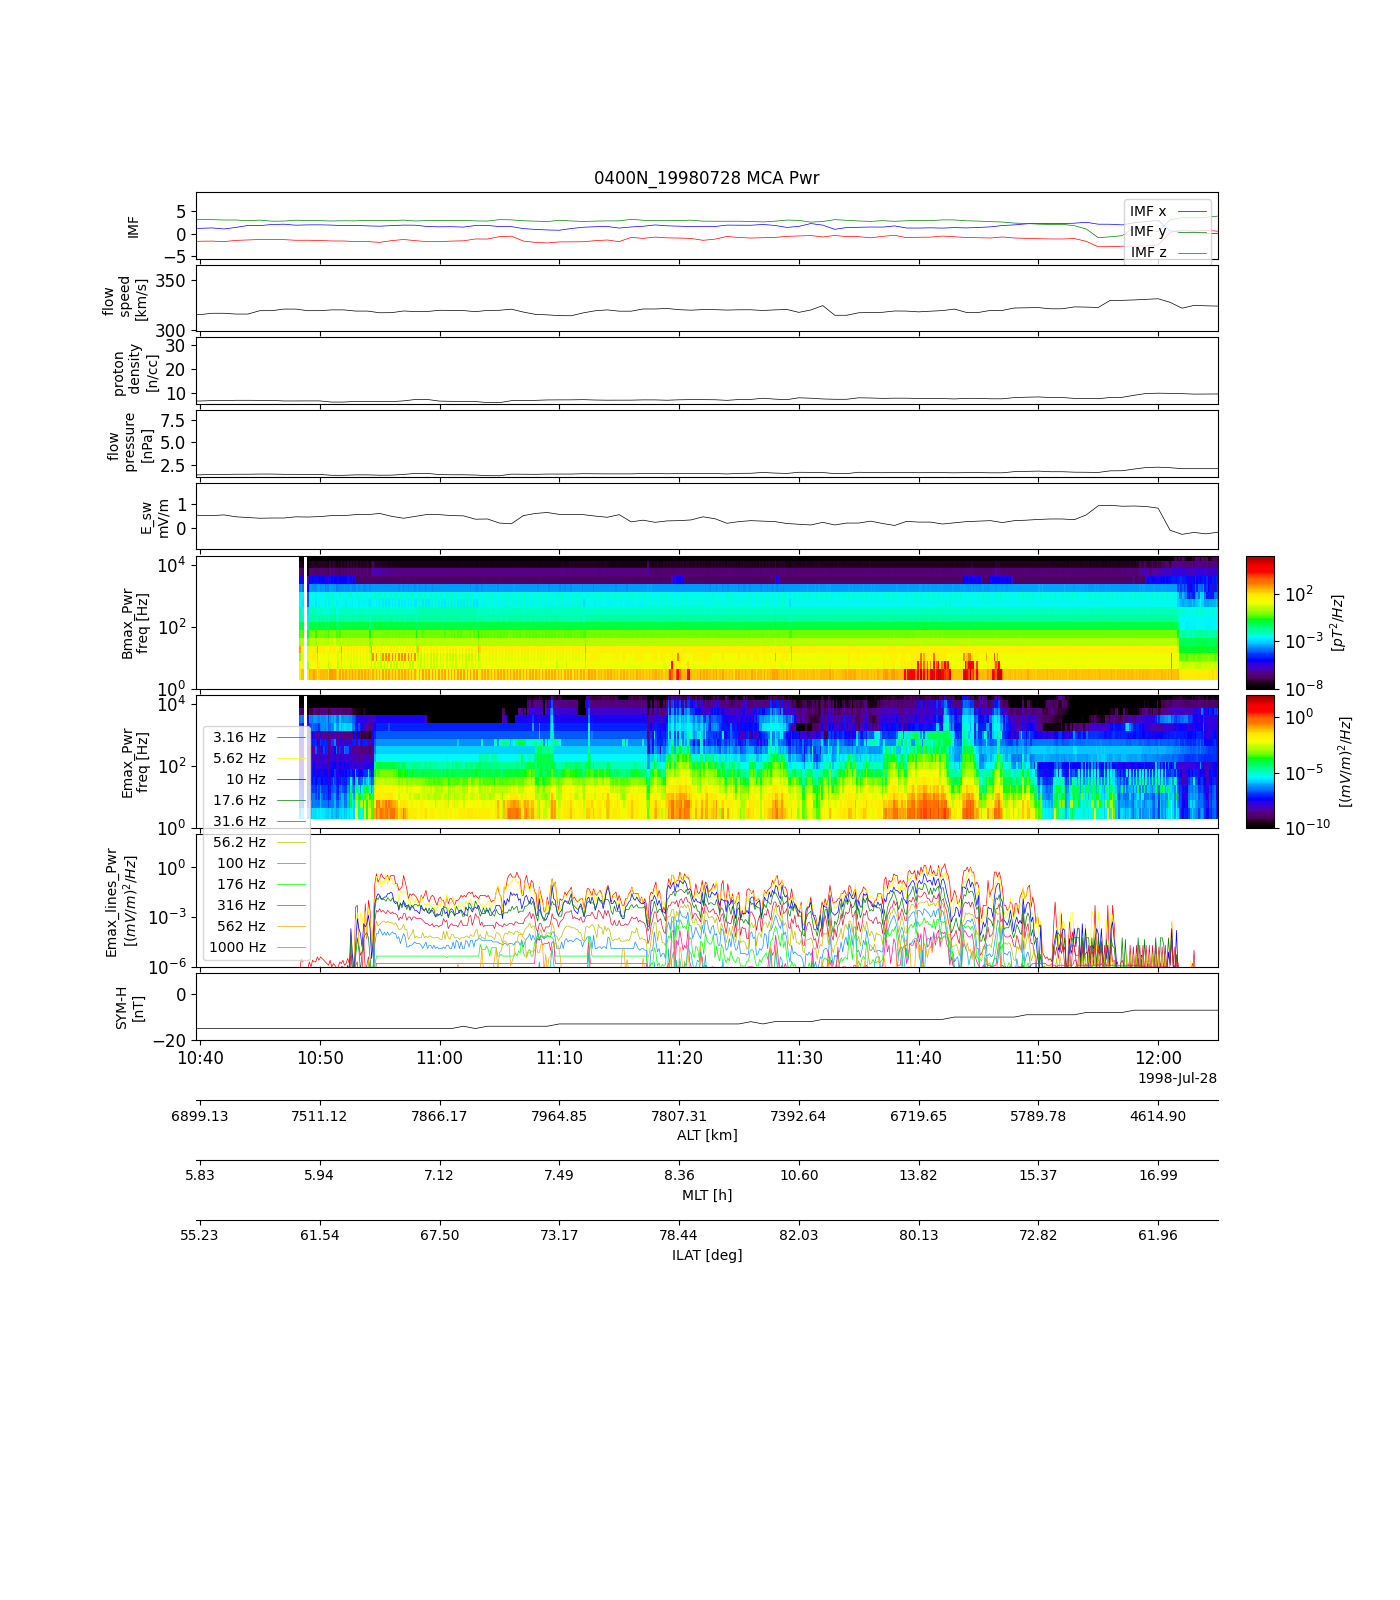 0400N_19980728 MCA Pwr
IMF
5
0
−5
IMF x
IMF y
IMF z
flow
speed
[km/s]
350
300
proton
density
[n/cc]
30
20
10
flow
pressure
[nPa]
7.5
5.0
2.5
E_sw
mV/m
1
0
Bmax_Pwr
freq [Hz]
10^4
10^2
10^0
10^2
10^−3
10^−8
[pT^2/Hz]
Emax_Pwr
freq [Hz]
10^4
10^2
10^0
10^0
10^−5
10^−10
[(mV/m)^2/Hz]
3.16 Hz
5.62 Hz
10 Hz
17.6 Hz
31.6 Hz
56.2 Hz
100 Hz
176 Hz
316 Hz
562 Hz
1000 Hz
Emax_lines_Pwr
[(mV/m)^2/Hz]
10^0
10^−3
10^−6
SYM-H
[nT]
0
−20
10:40 10:50 11:00 11:10 11:20 11:30 11:40 11:50 12:00
1998-Jul-28
6899.13 7511.12 7866.17 7964.85 7807.31 7392.64 6719.65 5789.78 4614.90
ALT [km]
5.83 5.94 7.12 7.49 8.36 10.60 13.82 15.37 16.99
MLT [h]
55.23 61.54 67.50 73.17 78.44 82.03 80.13 72.82 61.96
ILAT [deg]